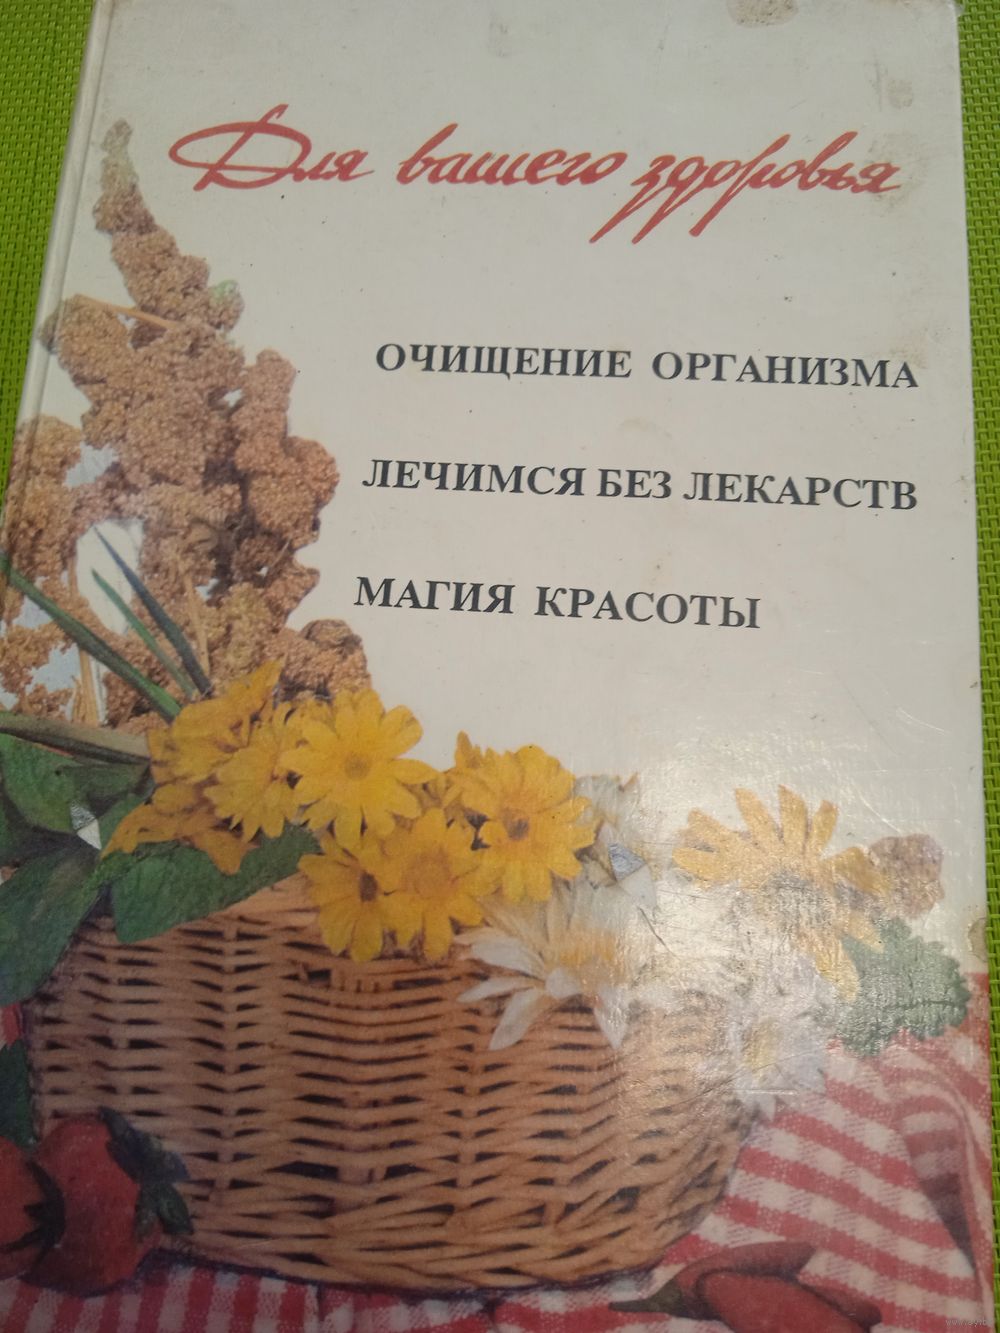 Для вашего здоровья
ОЧИЩЕНИЕ ОРГАНИЗМА
ЛЕЧИМСЯ БЕЗ ЛЕКАРСТВ
МАГИЯ КРАСОТЫ